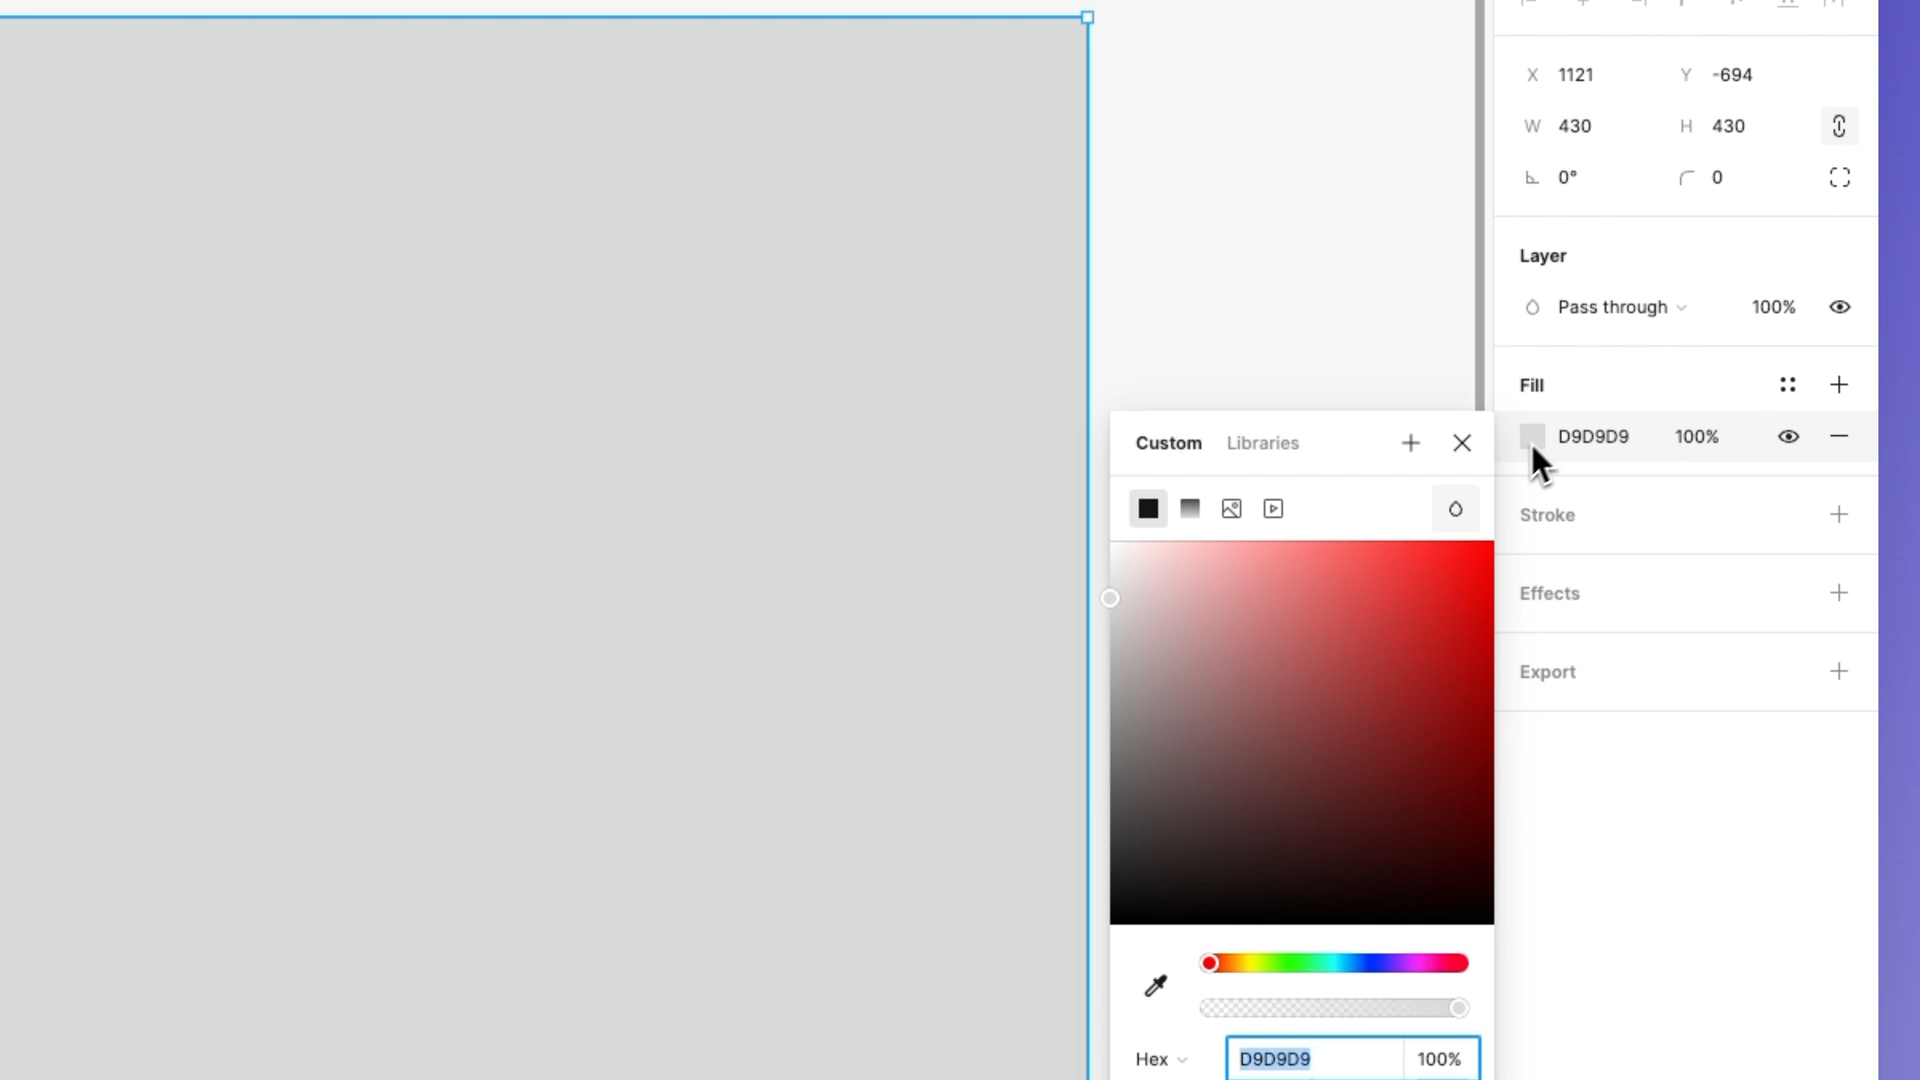 X 1121 Y -694
W 430 H 430
0° 0
Layer
Pass through 100%
Fill
D9D9D9 100%
Custom Libraries
Stroke
Effects
Export
Hex D9D9D9 100%